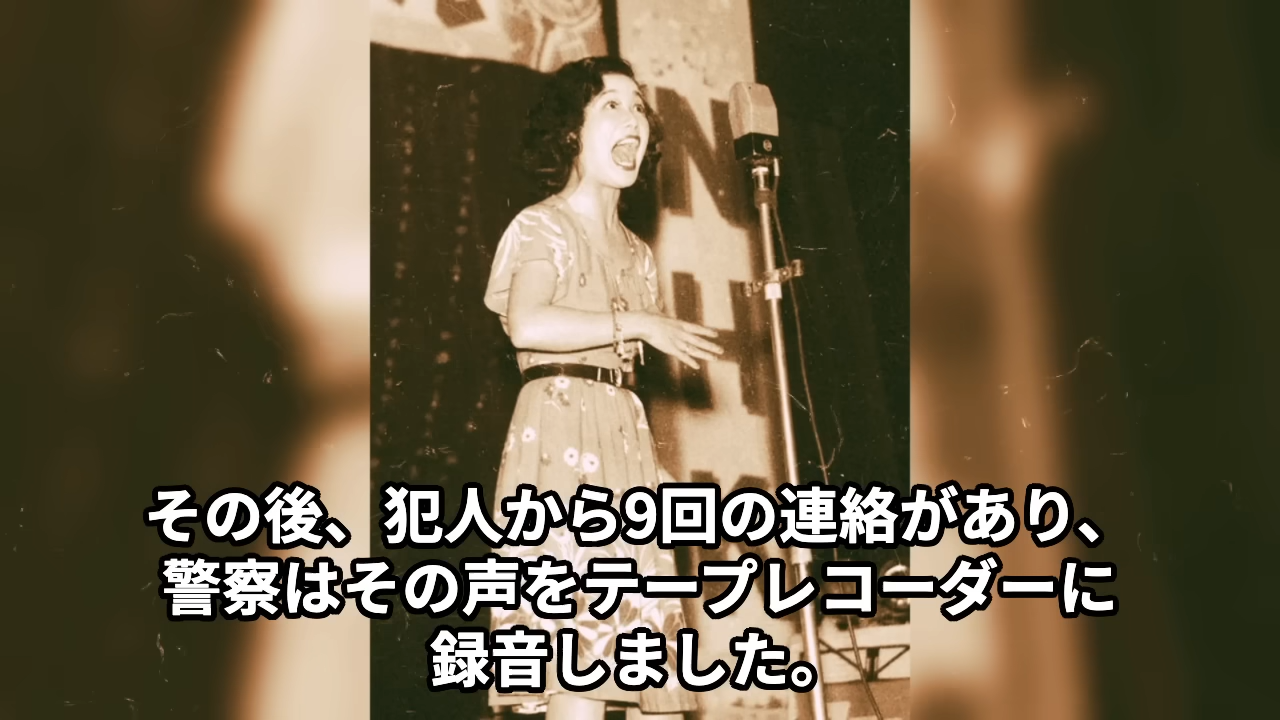 N
H
その後、犯人から9回の連絡があり、
警察はその声をテープレコーダーに
録音しました。